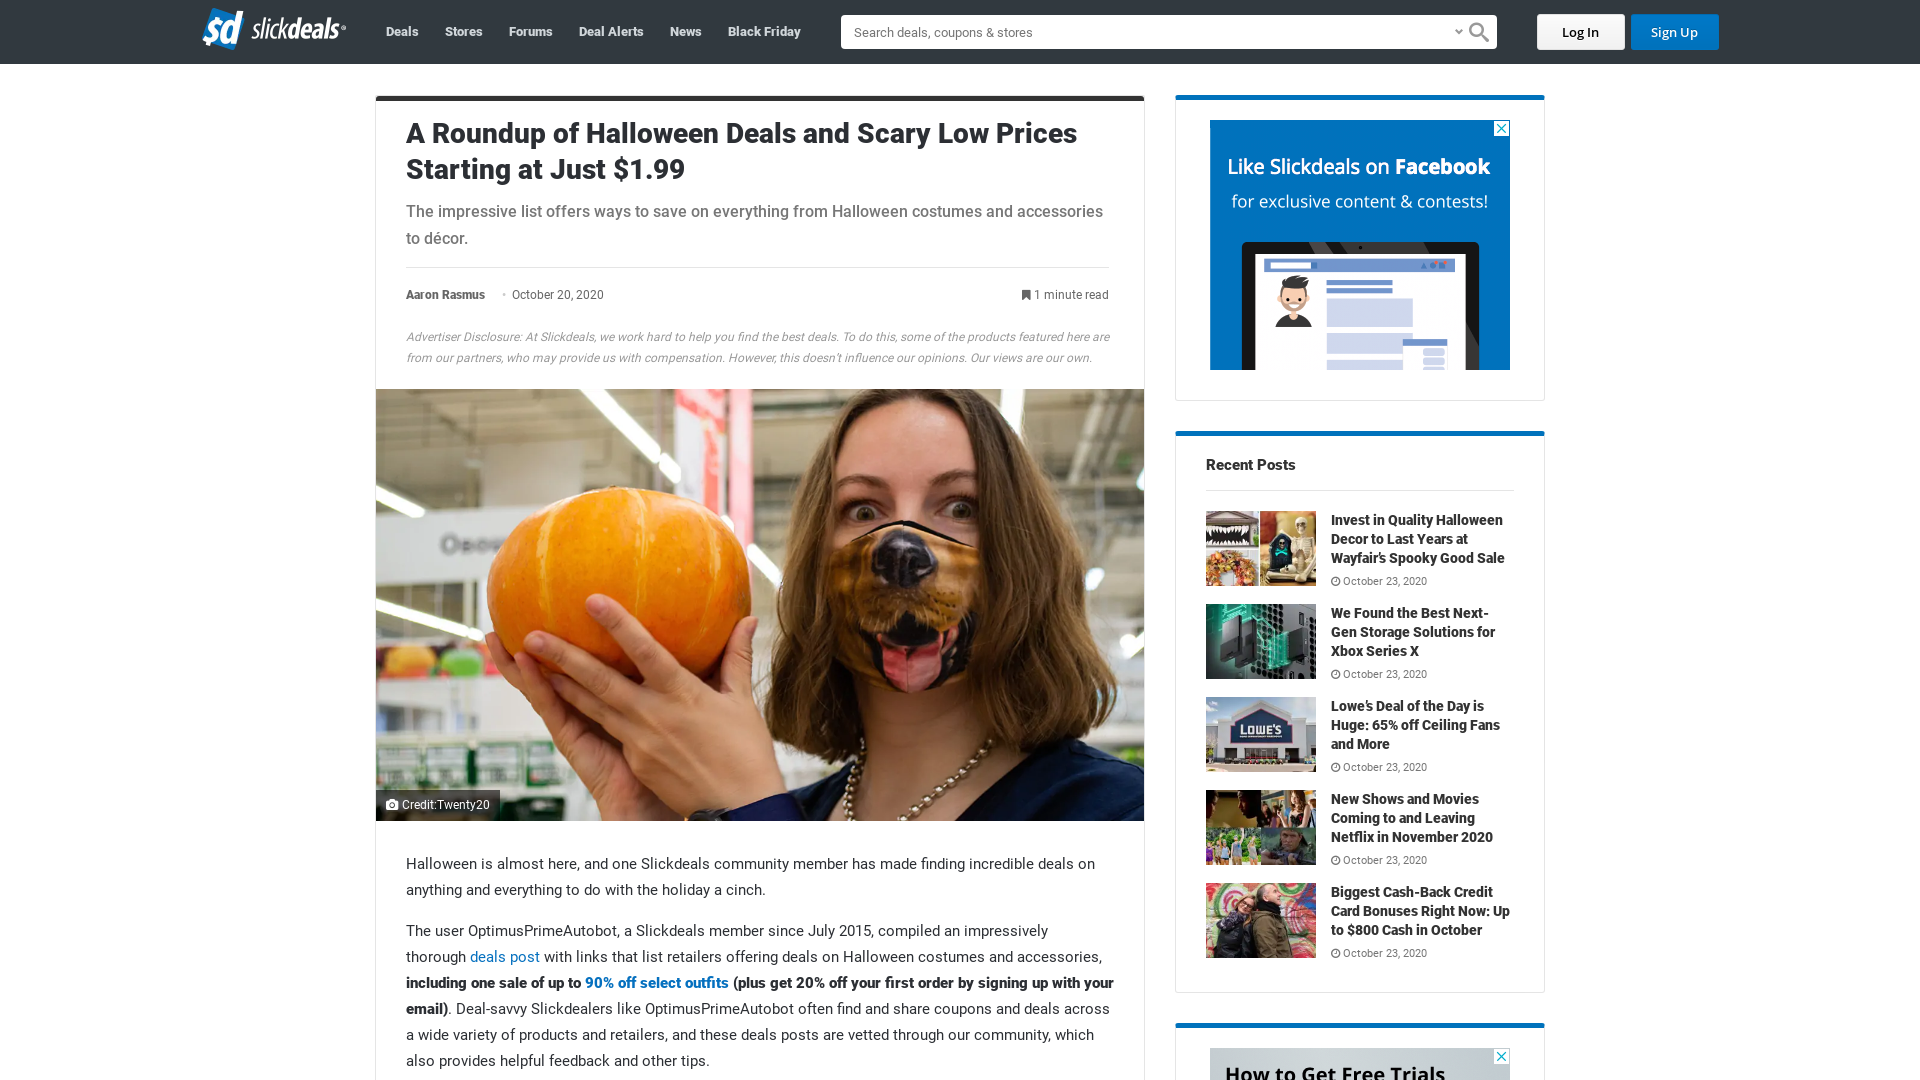 sd slickdeals
Deals
Stores
Forums
Deal Alerts
News
Black Friday
Search deals, coupons & stores
Log In
Sign Up
A Roundup of Halloween Deals and Scary Low Prices
Starting at Just $1.99
The impressive list offers ways to save on everything from Halloween costumes and accessories
to décor.
Aaron Rasmus • October 20, 2020
1 minute read
Advertiser Disclosure: At Slickdeals, we work hard to help you find the best deals. To do this, some of the products featured here are
from our partners, who may provide us with compensation. However, this doesn't influence our opinions. Our views are our own.
Credit:Twenty20
Halloween is almost here, and one Slickdeals community member has made finding incredible deals on
anything and everything to do with the holiday a cinch.
The user OptimusPrimeAutobot, a Slickdeals member since July 2015, compiled an impressively
thorough deals post with links that list retailers offering deals on Halloween costumes and accessories,
including one sale of up to 90% off select outfits (plus get 20% off your first order by signing up with your
email). Deal-savvy Slickdealers like OptimusPrimeAutobot often find and share coupons and deals across
a wide variety of products and retailers, and these deals posts are vetted through our community, which
also provides helpful feedback and other tips.
Like Slickdeals on Facebook
for exclusive content & contests!
Recent Posts
Invest in Quality Halloween
Decor to Last Years at
Wayfair's Spooky Good Sale
October 23, 2020
We Found the Best Next-
Gen Storage Solutions for
Xbox Series X
October 23, 2020
LOWE'S
Lowe's Deal of the Day is
Huge: 65% off Ceiling Fans
and More
October 23, 2020
New Shows and Movies
Coming to and Leaving
Netflix in November 2020
October 23, 2020
Biggest Cash-Back Credit
Card Bonuses Right Now: Up
to $800 Cash in October
October 23, 2020
How to Get Free Trials